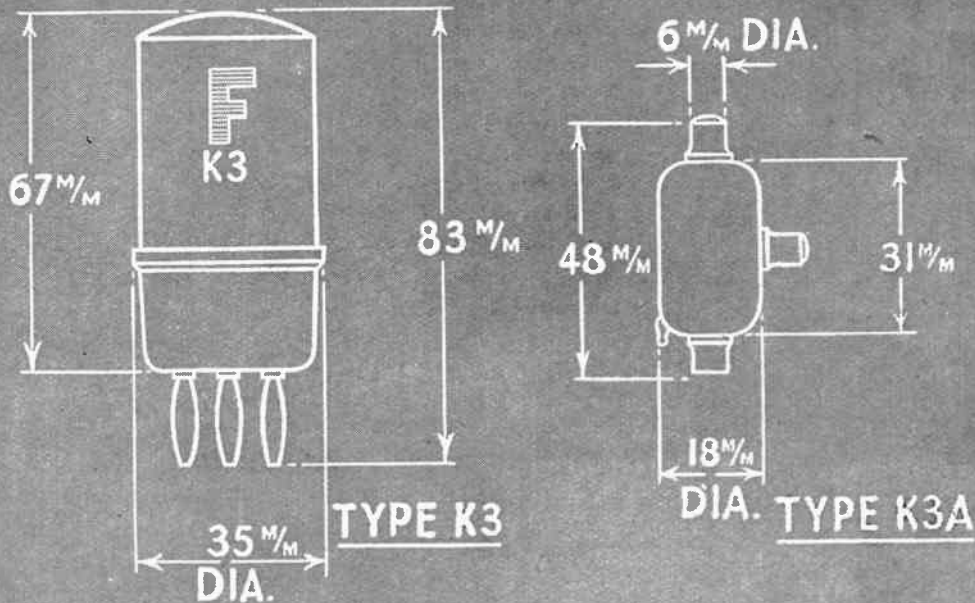 F
K3
67 M/M
83 M/M
35 M/M
DIA.
TYPE K3
6 M/M DIA.
48 M/M
31 M/M
18 M/M
DIA.
TYPE K3A